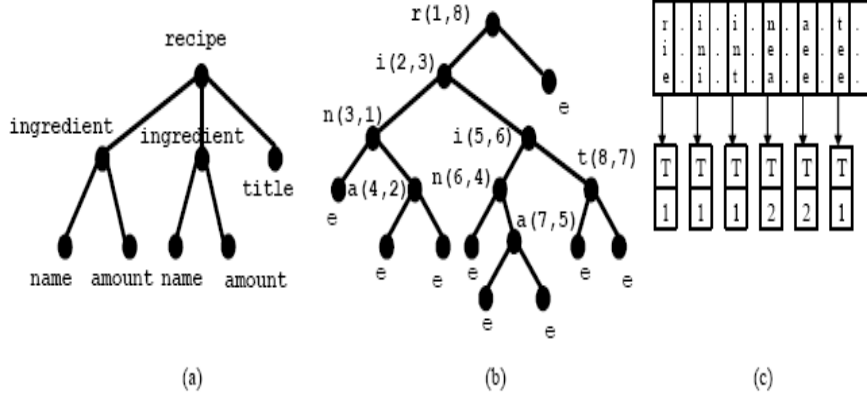 recipe
ingredient
ingredient
title
name
amount
name
amount
(a)
r(1,8)
i(2,3)
e
n(3,1)
i(5,6)
e
a(4,2)
n(6,4)
t(8,7)
e
e
e
a(7,5)
e
e
e
e
(b)
r . i . i . n . a . t .
i . n . n . e . e . e .
e . i . t . a . e . e .
T T T T T T
1 1 1 2 2 1
(c)